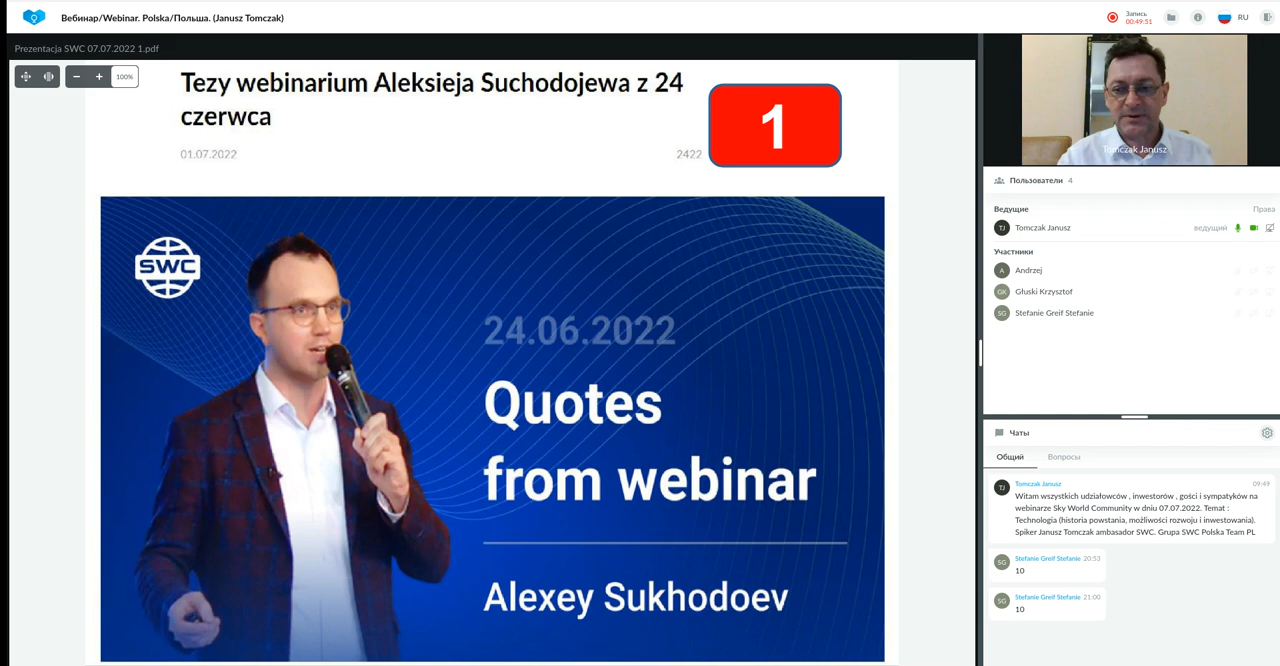 Вебинар/Webinar. Polska/Польша. (Janusz Tomczak)
Запись
00:49:51
RU
Prezentacja SWC 07.07.2022 1.pdf
100%
Tezy webinarium Aleksieja Suchodojewa z 24
czerwca
01.07.2022
2422
1
SWC
24.06.2022
Quotes
from webinar
Alexey Sukhodoev
Tomczak Janusz
Пользователи 4
Ведущие
Права
TJ
Tomczak Janusz
ведущий
Участники
A
Andrzej
GK
Głuski Krzysztof
SG
Stefanie Greif Stefanie
Чаты
Общий
Вопросы
TJ
Tomczak Janusz
09:49
Witam wszystkich udziałowców , inwestorów , gości i sympatyków na
webinarze Sky World Community w dniu 07.07.2022. Temat :
Technologia (historia powstania, możliwości rozwoju i inwestowania).
Spiker Janusz Tomczak ambasador SWC. Grupa SWC Polska Team PL
SG
Stefanie Greif Stefanie 20:53
10
SG
Stefanie Greif Stefanie 21:00
10